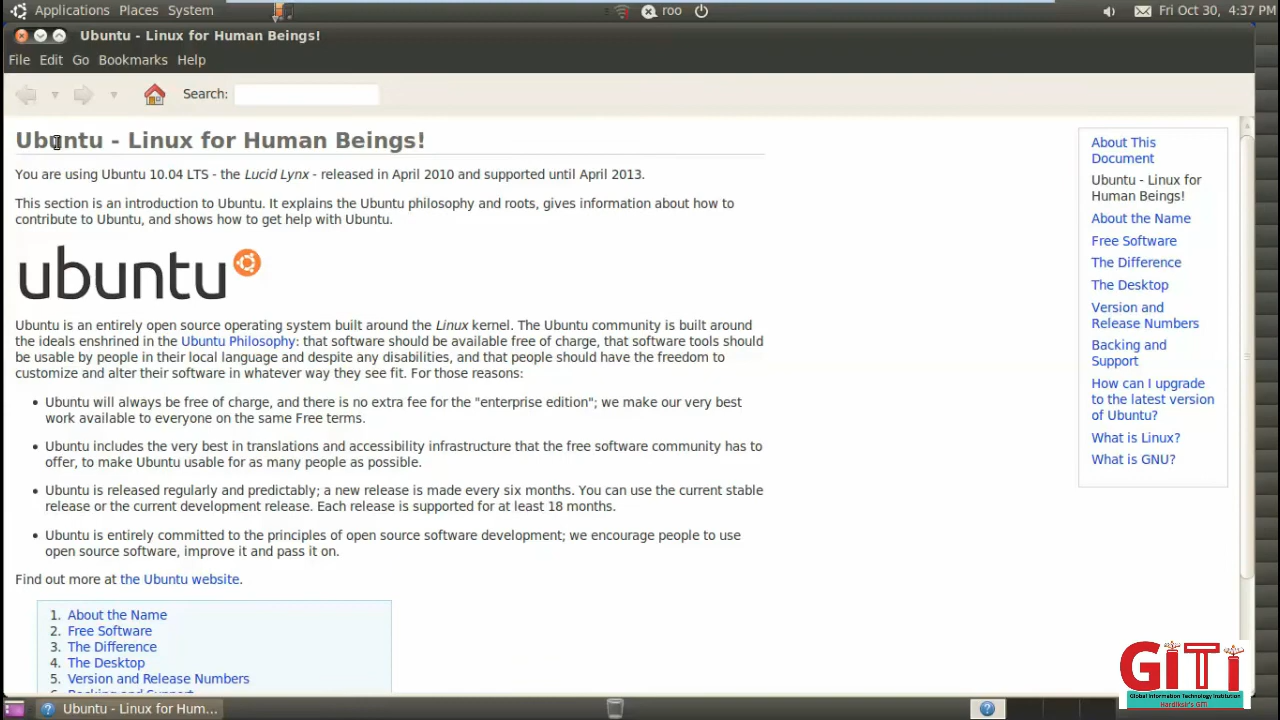 Applications Places System
roo
Fri Oct 30, 4:37 PM
Ubuntu - Linux for Human Beings!
File Edit Go Bookmarks Help
Search:
Ubuntu - Linux for Human Beings!
You are using Ubuntu 10.04 LTS - the Lucid Lynx - released in April 2010 and supported until April 2013.
This section is an introduction to Ubuntu. It explains the Ubuntu philosophy and roots, gives information about how to
contribute to Ubuntu, and shows how to get help with Ubuntu.
ubuntu
Ubuntu is an entirely open source operating system built around the Linux kernel. The Ubuntu community is built around
the ideals enshrined in the Ubuntu Philosophy: that software should be available free of charge, that software tools should
be usable by people in their local language and despite any disabilities, and that people should have the freedom to
customize and alter their software in whatever way they see fit. For those reasons:
• Ubuntu will always be free of charge, and there is no extra fee for the "enterprise edition"; we make our very best
work available to everyone on the same Free terms.
• Ubuntu includes the very best in translations and accessibility infrastructure that the free software community has to
offer, to make Ubuntu usable for as many people as possible.
• Ubuntu is released regularly and predictably; a new release is made every six months. You can use the current stable
release or the current development release. Each release is supported for at least 18 months.
• Ubuntu is entirely committed to the principles of open source software development; we encourage people to use
open source software, improve it and pass it on.
Find out more at the Ubuntu website.
1. About the Name
2. Free Software
3. The Difference
4. The Desktop
5. Version and Release Numbers
6. Backing and Support
About This
Document
Ubuntu - Linux for
Human Beings!
About the Name
Free Software
The Difference
The Desktop
Version and
Release Numbers
Backing and
Support
How can I upgrade
to the latest version
of Ubuntu?
What is Linux?
What is GNU?
GiTi
Global Information Technology Institution
Hardiksir's GiTi
Ubuntu - Linux for Hum...